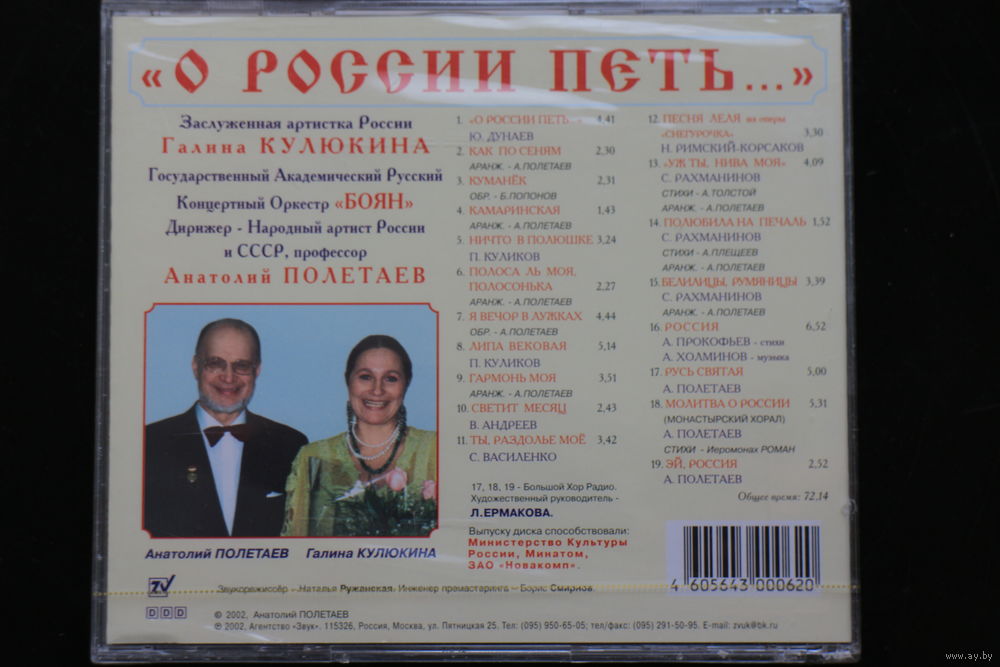 «О РОССИИ ПЕТЬ...»
Заслуженная артистка России
Галина КУЛЮКИНА
Государственный Академический Русский
Концертный Оркестр «БОЯН»
Дирижер - Народный артист России
и СССР, профессор
Анатолий ПОЛЕТАЕВ
Анатолий ПОЛЕТАЕВ Галина КУЛЮКИНА
1. «О РОССИИ ПЕТЬ...» 4,41
Ю. ДУНАЕВ
2. КАК ПО СЕНЯМ 2,30
АРАНЖ. - А.ПОЛЕТАЕВ
3. КУМАНЁК 2,31
ОБР. - Б.ПОПОНОВ
4. КАМАРИНСКАЯ 1,43
АРАНЖ. - А.ПОЛЕТАЕВ
5. НИЧТО В ПОЛЮШКЕ 3,24
П. КУЛИКОВ
6. ПОЛОСА ЛЬ МОЯ,
ПОЛОСОНЬКА 2,27
АРАНЖ. - А.ПОЛЕТАЕВ
7. Я ВЕЧОР В ЛУЖКАХ 4,44
ОБР. - А.ПОЛЕТАЕВ
8. ЛИПА ВЕКОВАЯ 5,14
П. КУЛИКОВ
9. ГАРМОНЬ МОЯ 3,51
АРАНЖ. - А.ПОЛЕТАЕВ
10. СВЕТИТ МЕСЯЦ 2,43
В. АНДРЕЕВ
11. ТЫ, РАЗДОЛЬЕ МОЁ 3,42
С. ВАСИЛЕНКО
12. ПЕСНЯ ЛЕЛЯ из оперы
«СНЕГУРОЧКА» 3,30
Н. РИМСКИЙ-КОРСАКОВ
13. «УЖ ТЫ, НИВА МОЯ» 4,09
С. РАХМАНИНОВ
СТИХИ - А.ТОЛСТОЙ
АРАНЖ. - А.ПОЛЕТАЕВ
14. ПОЛЮБИЛА НА ПЕЧАЛЬ 1,52
С. РАХМАНИНОВ
СТИХИ - А.ПЛЕЩЕЕВ
АРАНЖ. - А.ПОЛЕТАЕВ
15. БЕЛИЛИЦЫ, РУМЯНИЦЫ 3,39
С. РАХМАНИНОВ
АРАНЖ. - А.ПОЛЕТАЕВ
16. РОССИЯ 6,52
А. ПРОКОФЬЕВ - стихи
А. ХОЛМИНОВ - музыка
17. РУСЬ СВЯТАЯ 5,00
А. ПОЛЕТАЕВ
18. МОЛИТВА О РОССИИ 5,31
(МОНАСТЫРСКИЙ ХОРАЛ)
А. ПОЛЕТАЕВ
СТИХИ - Иеромонах РОМАН
19. ЭЙ, РОССИЯ 2,52
А. ПОЛЕТАЕВ
Общее время: 72,14
17, 18, 19 - Большой Хор Радио.
Художественный руководитель -
Л.ЕРМАКОВА.
Выпуску диска способствовали:
Министерство Культуры
России, Минатом,
ЗАО «Новакомп».
4 605643 000620
ZV
Звукорежиссёр - Наталья Ружанская. Инженер премастеринга - Борис Смирнов.
DDD
© 2002, Анатолий ПОЛЕТАЕВ
℗ 2002, Агентство «Звук». 115326, Россия, Москва, ул. Пятницкая 25. Тел: (095) 950-65-05; тел/факс: (095) 291-50-95. E-mail: zvuk@bk.ru
www.ay.by